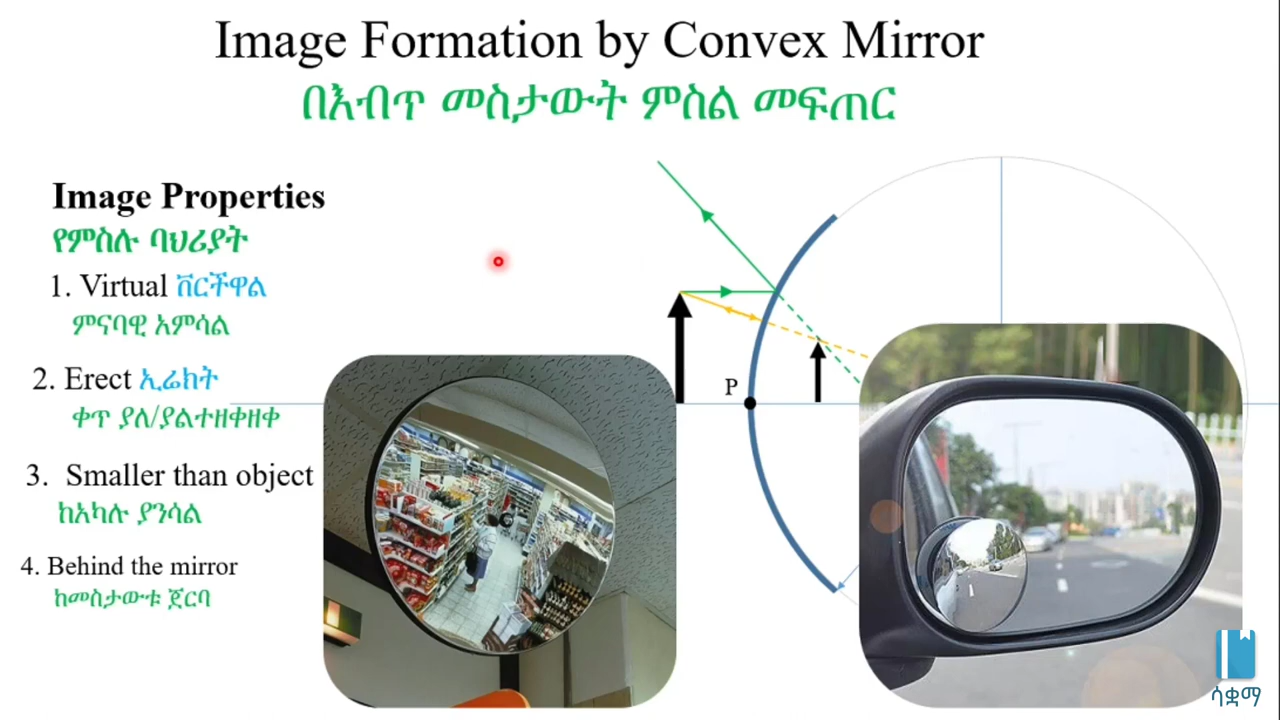 Image Formation by Convex Mirror
በእብጥ መስታውት ምስል መፍጠር
Image Properties
የምስሉ ባህሪያት
1. Virtual ቨርችዋል
ምናባዊ አምሳል
2. Erect ኢሬክት
ቀጥ ያለ/ያልተዘቀዘቀ
3. Smaller than object
ከአካሉ ያንሳል
4. Behind the mirror
ከመስታውቱ ጀርባ
P
ሳቋማ